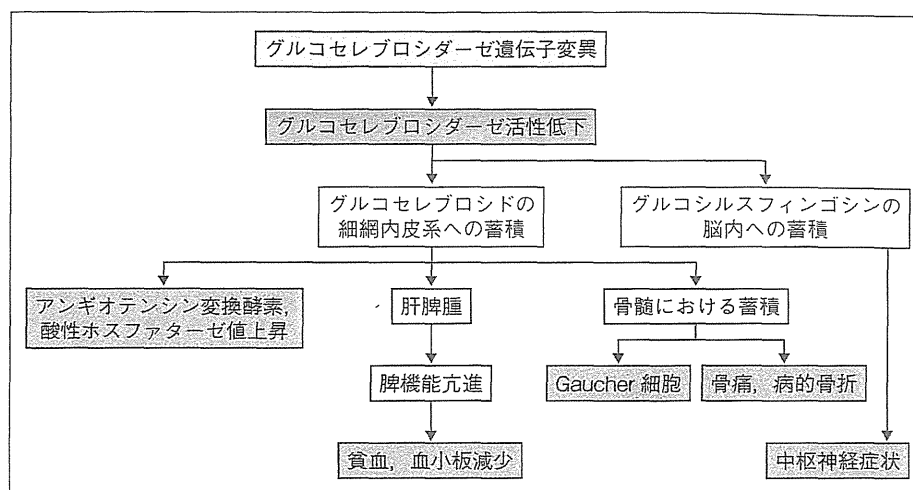 グルコセレブロシダーゼ遺伝子変異
グルコセレブロシダーゼ活性低下
グルコセレブロシドの
細網内皮系への蓄積
グルコシルスフィンゴシンの
脳内への蓄積
アンギオテンシン変換酵素,
酸性ホスファターゼ値上昇
肝脾腫
骨髄における蓄積
脾機能亢進
Gaucher 細胞
骨痛, 病的骨折
貧血, 血小板減少
中枢神経症状